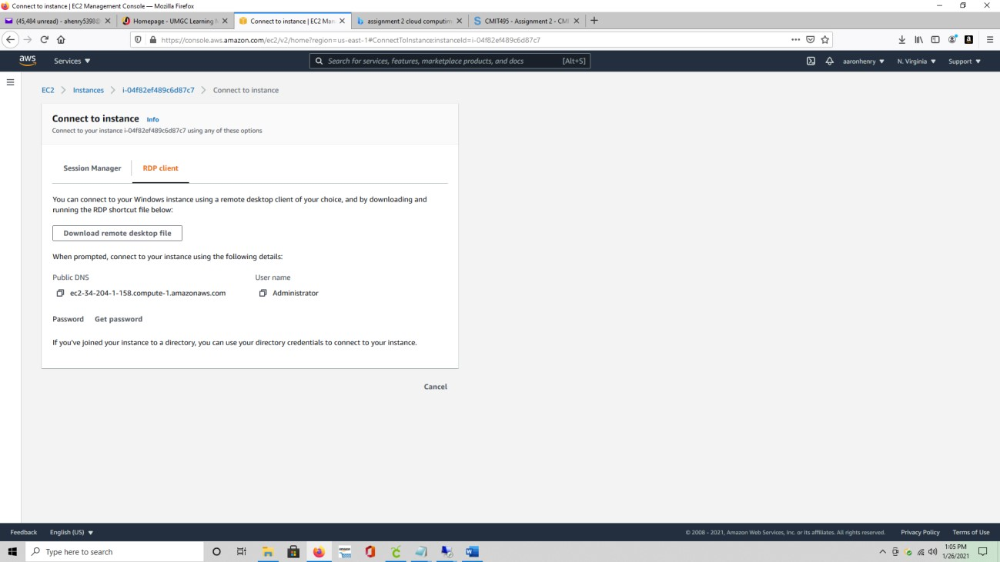 Connect to instance | EC2 Management Console — Mozilla Firefox
(45,484 unread) - ahenry5398@
Homepage - UMGC Learning
Connect to instance | EC2 Man
assignment 2 cloud computin
CMIT495 - Assignment 2 - CMI
https://console.aws.amazon.com/ec2/v2/home?region=us-east-1#ConnectToInstance:instanceId=i-04f82ef489c6d87c7
aws
Services
Search for services, features, marketplace products, and docs [Alt+S]
aaronhenry
N. Virginia
Support
EC2 > Instances > i-04f82ef489c6d87c7 > Connect to instance
Connect to instance Info
Connect to your instance i-04f82ef489c6d87c7 using any of these options
Session Manager
RDP client
You can connect to your Windows instance using a remote desktop client of your choice, and by downloading and
running the RDP shortcut file below:
Download remote desktop file
When prompted, connect to your instance using the following details:
Public DNS
User name
ec2-34-204-1-158.compute-1.amazonaws.com
Administrator
Password Get password
If you've joined your instance to a directory, you can use your directory credentials to connect to your instance.
Cancel
Feedback
English (US)
© 2008 - 2021, Amazon Web Services, Inc. or its affiliates. All rights reserved.
Privacy Policy
Terms of Use
Type here to search
1:05 PM
1/26/2021